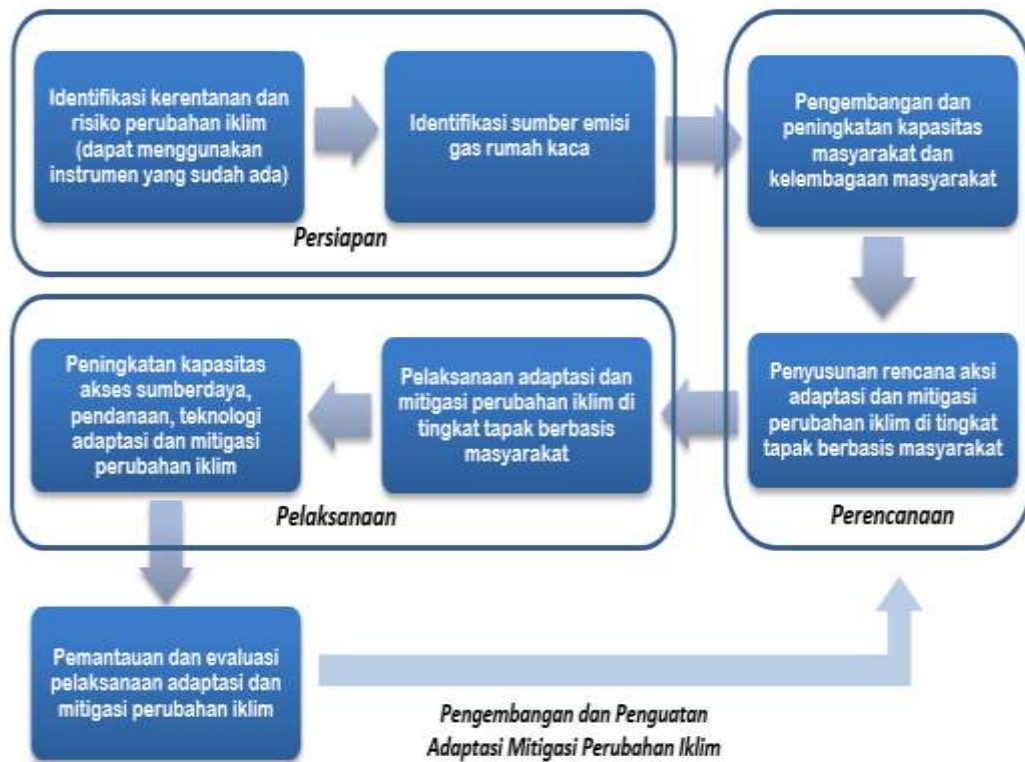 Identifikasi kerentanan dan
risiko perubahan iklim
(dapat menggunakan
instrumen yang sudah ada)
Identifikasi sumber emisi
gas rumah kaca
Persiapan
Pengembangan dan
peningkatan kapasitas
masyarakat dan
kelembagaan masyarakat
Penyusunan rencana aksi
adaptasi dan mitigasi
perubahan iklim di tingkat
tapak berbasis masyarakat
Perencanaan
Pelaksanaan adaptasi dan
mitigasi perubahan iklim di
tingkat tapak berbasis
masyarakat
Peningkatan kapasitas
akses sumberdaya,
pendanaan, teknologi
adaptasi dan mitigasi
perubahan iklim
Pelaksanaan
Pemantauan dan evaluasi
pelaksanaan adaptasi dan
mitigasi perubahan iklim
Pengembangan dan Penguatan
Adaptasi Mitigasi Perubahan Iklim